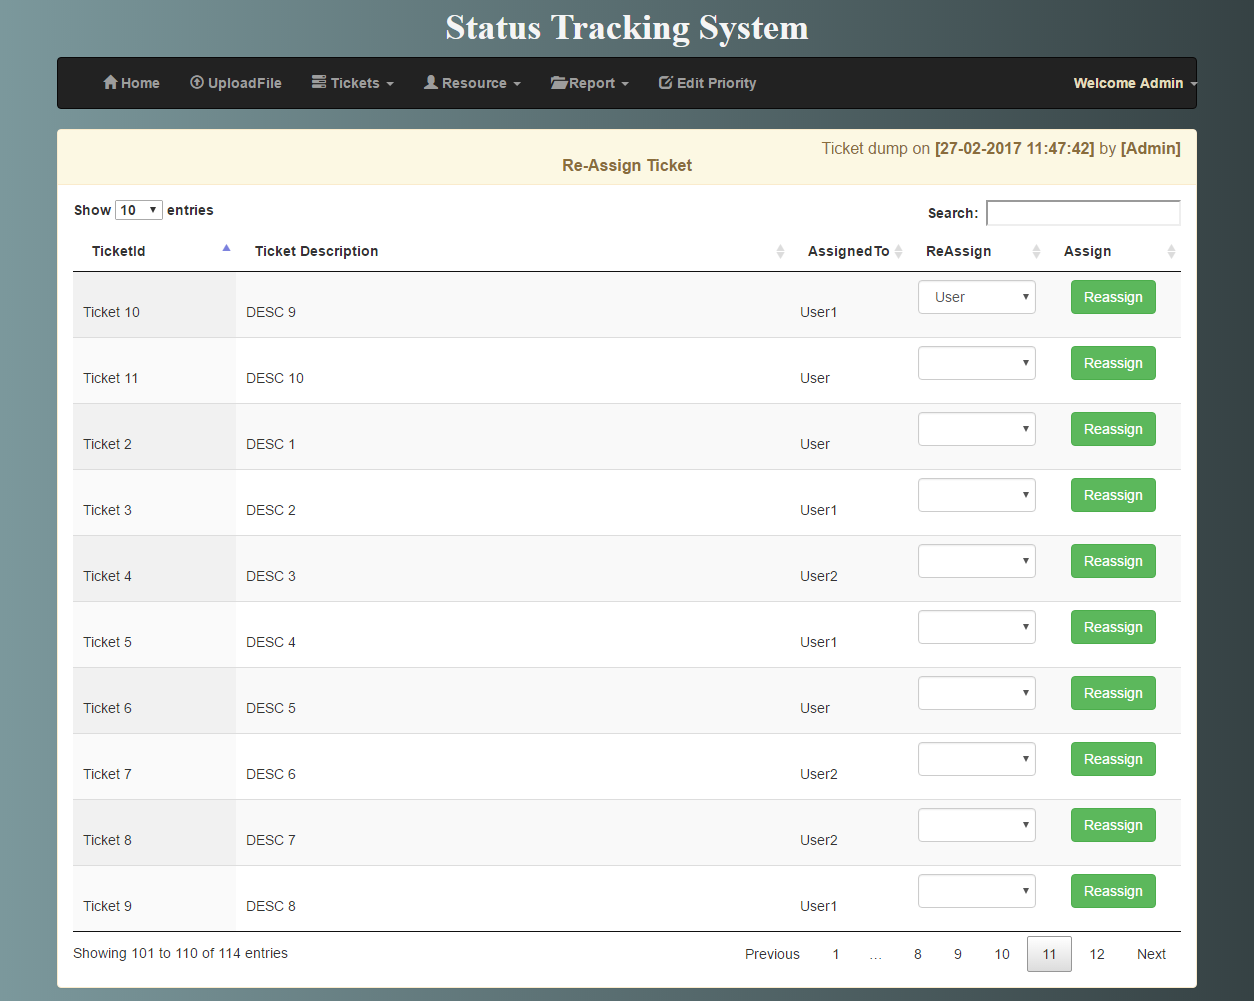 Status Tracking System
Home UploadFile Tickets Resource Report Edit Priority Welcome Admin
Ticket dump on [27-02-2017 11:47:42] by [Admin]
Re-Assign Ticket
Show 10 entries Search:
TicketId Ticket Description AssignedTo ReAssign Assign
Ticket 10 DESC 9 User1 User Reassign
Ticket 11 DESC 10 User Reassign
Ticket 2 DESC 1 User Reassign
Ticket 3 DESC 2 User1 Reassign
Ticket 4 DESC 3 User2 Reassign
Ticket 5 DESC 4 User1 Reassign
Ticket 6 DESC 5 User Reassign
Ticket 7 DESC 6 User2 Reassign
Ticket 8 DESC 7 User2 Reassign
Ticket 9 DESC 8 User1 Reassign
Showing 101 to 110 of 114 entries Previous 1 … 8 9 10 11 12 Next